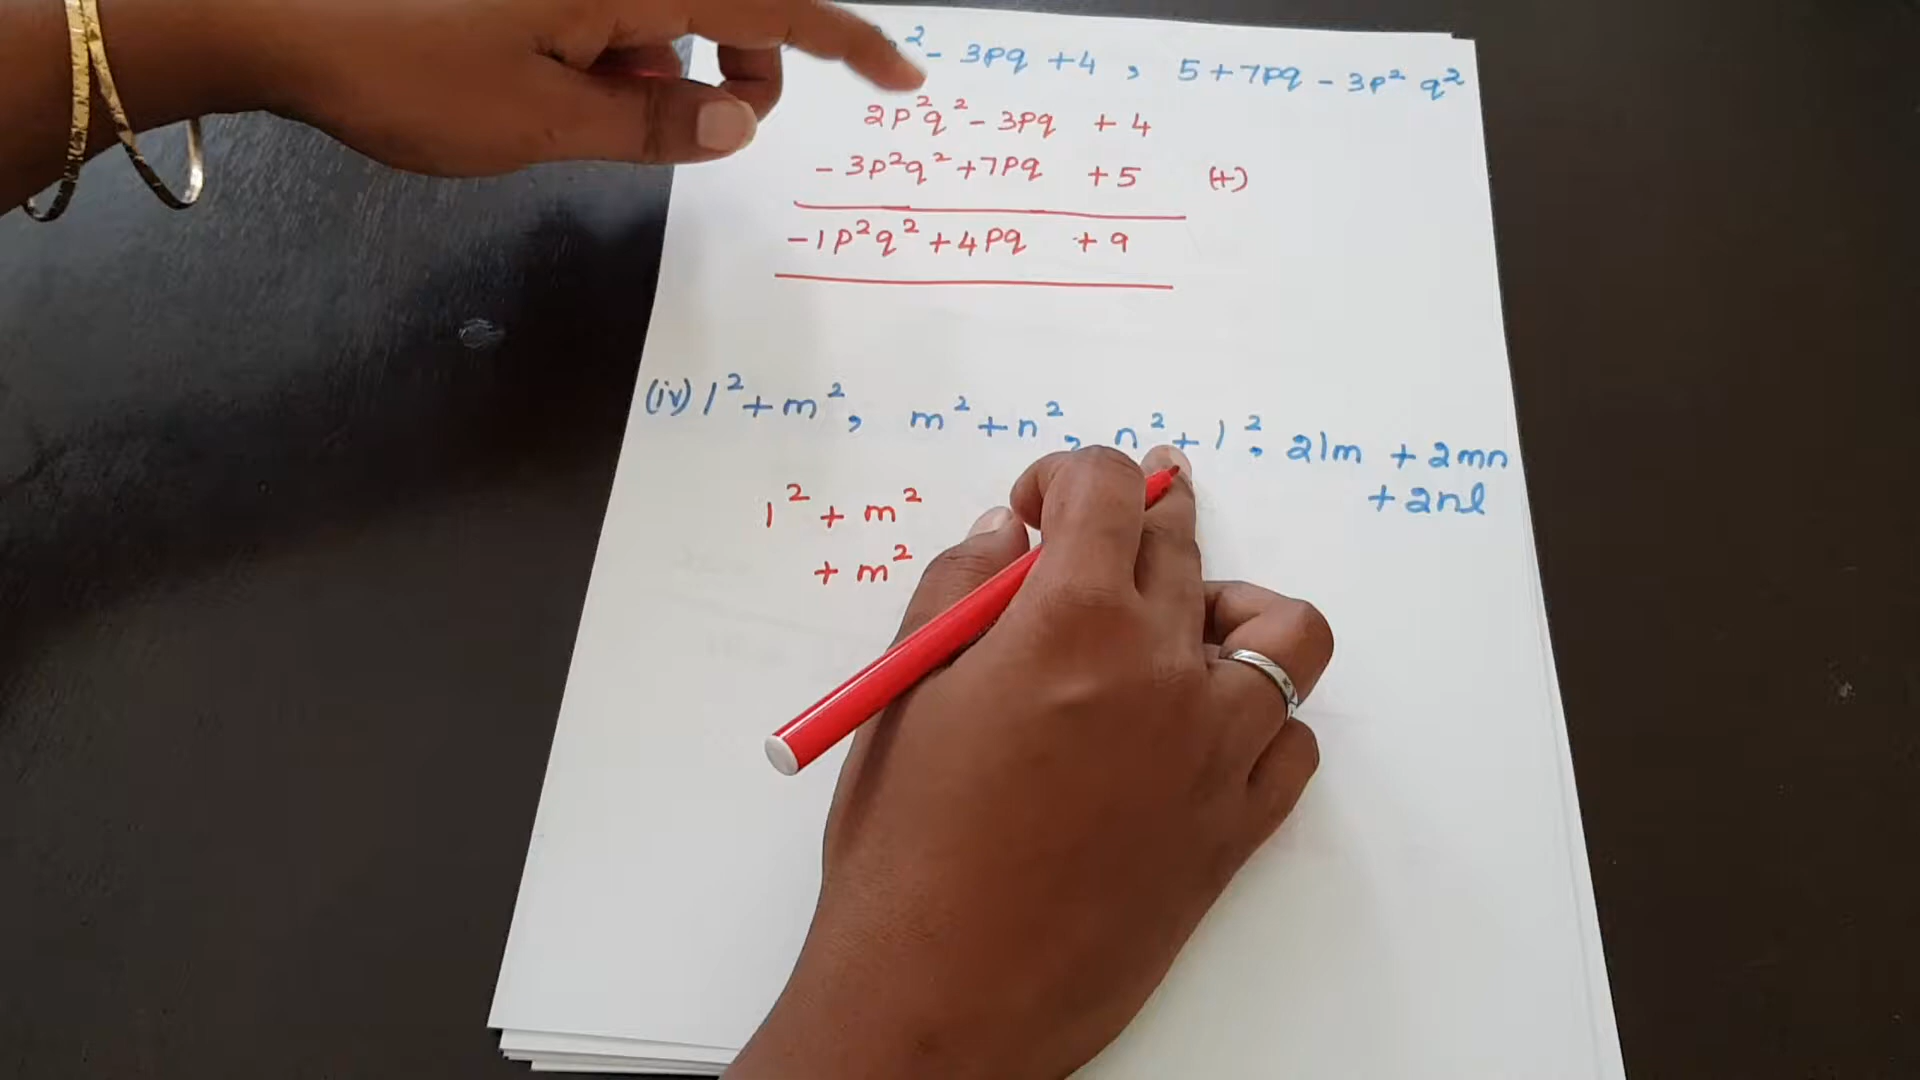 ² - 3pq + 4 , 5 + 7pq - 3p² q²
2p²q² - 3pq + 4
- 3p²q² + 7pq + 5 (+)
- 1p²q² + 4pq + 9
(iv) l² + m² , m² + n² , n² + l² , 2lm + 2mn
+ 2nl
l² + m²
+ m²